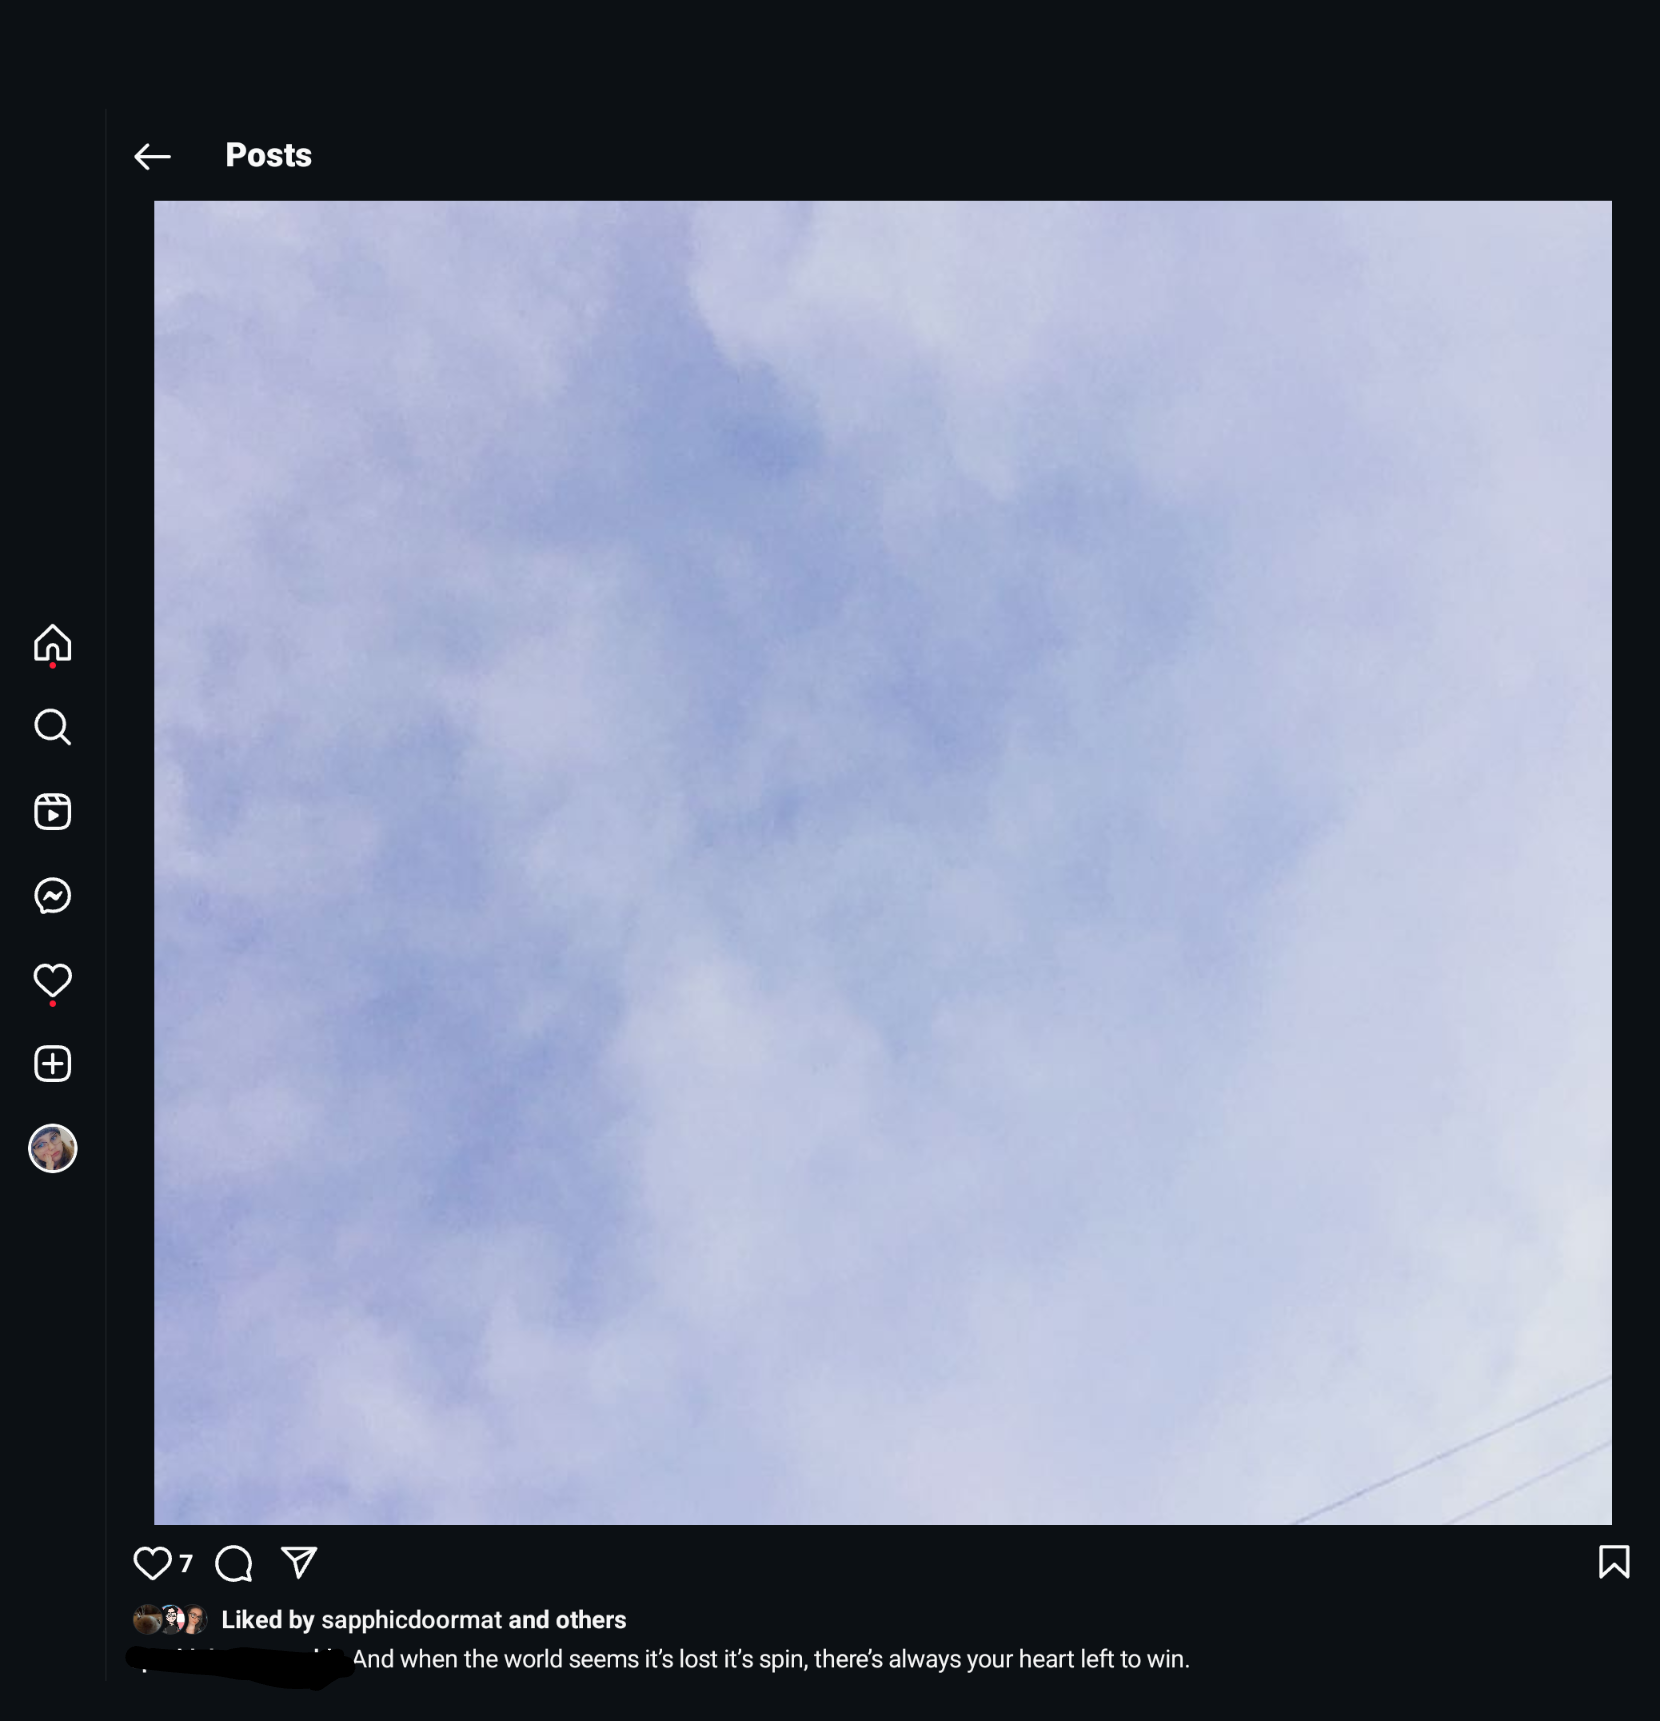 Posts
7
Liked by sapphicdoormat and others
And when the world seems it’s lost it’s spin, there’s always your heart left to win.